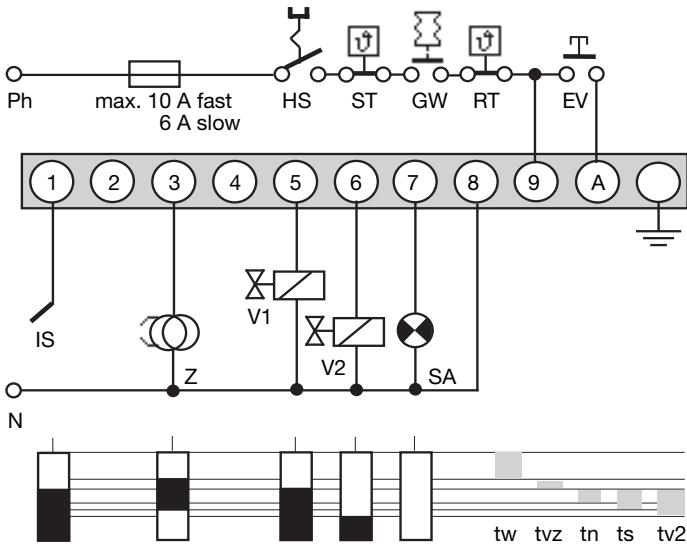 ϑ ϑ
Ph max. 10 A fast HS ST GW RT EV
6 A slow
1 2 3 4 5 6 7 8 9 A
IS V1
Z V2 SA
N
tw tvz tn ts tv2